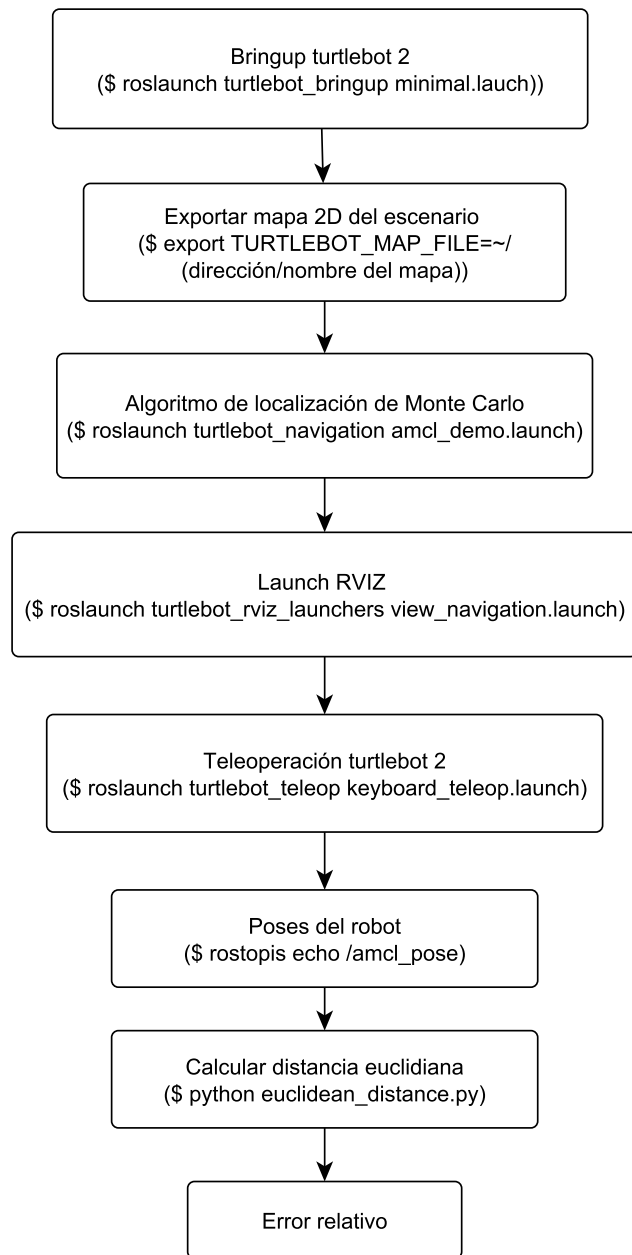 Bringup turtlebot 2
($ roslaunch turtlebot_bringup minimal.lauch))
Exportar mapa 2D del escenario
($ export TURTLEBOT_MAP_FILE=~/
(dirección/nombre del mapa))
Algoritmo de localización de Monte Carlo
($ roslaunch turtlebot_navigation amcl_demo.launch)
Launch RVIZ
($ roslaunch turtlebot_rviz_launchers view_navigation.launch)
Teleoperación turtlebot 2
($ roslaunch turtlebot_teleop keyboard_teleop.launch)
Poses del robot
($ rostopis echo /amcl_pose)
Calcular distancia euclidiana
($ python euclidean_distance.py)
Error relativo